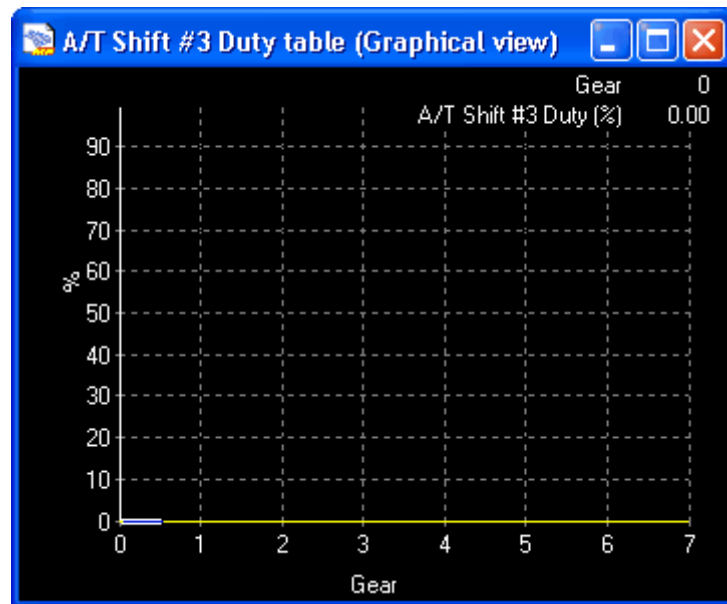 A/T Shift #3 Duty table (Graphical view)
Gear 0
A/T Shift #3 Duty (%) 0.00
90
80
70
60
%
50
40
30
20
10
0
0 1 2 3 4 5 6 7
Gear